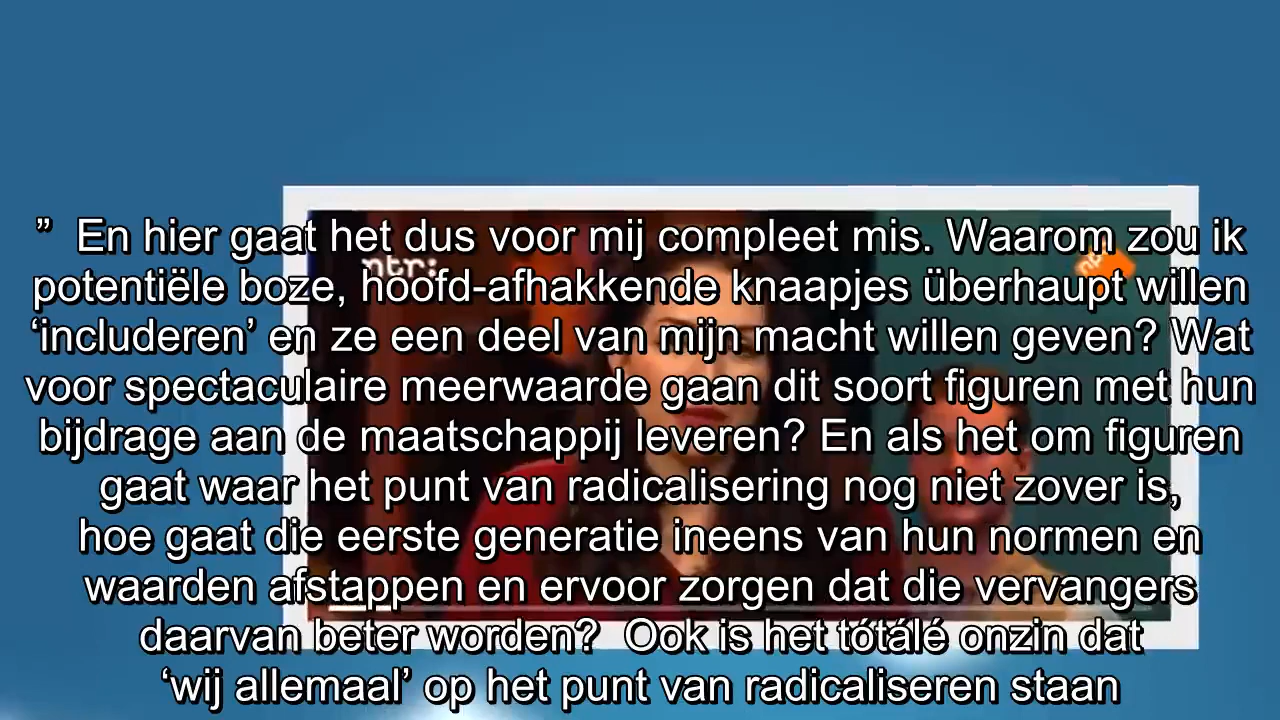 ”  En hier gaat het dus voor mij compleet mis. Waarom zou ik
potentiële boze, hoofd-afhakkende knaapjes überhaupt willen
‘includeren’ en ze een deel van mijn macht willen geven? Wat
voor spectaculaire meerwaarde gaan dit soort figuren met hun
bijdrage aan de maatschappij leveren? En als het om figuren
gaat waar het punt van radicalisering nog niet zover is,
hoe gaat die eerste generatie ineens van hun normen en
waarden afstappen en ervoor zorgen dat die vervangers
daarvan beter worden?  Ook is het tótálé onzin dat
‘wij allemaal’ op het punt van radicaliseren staan
ntr: